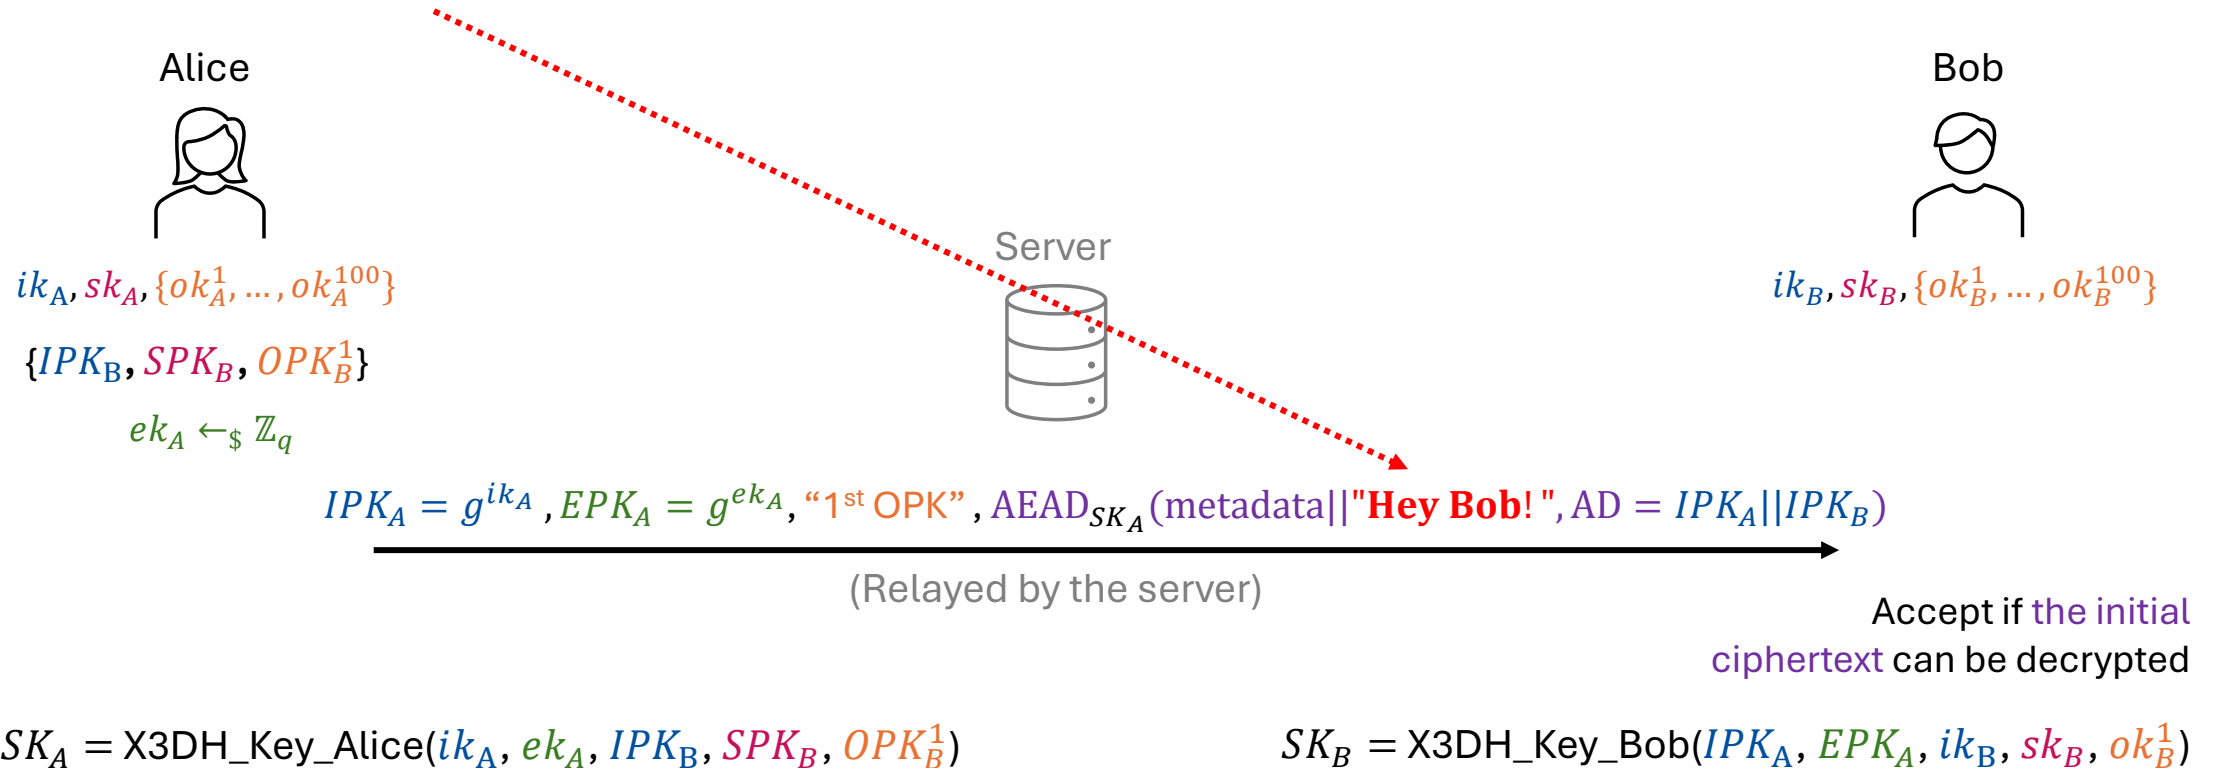 Alice
Bob
Server
ik_A, sk_A, {ok_A^1, …, ok_A^100}
ik_B, sk_B, {ok_B^1, …, ok_B^100}
{IPK_B, SPK_B, OPK_B^1}
ek_A ←_$ ℤ_q
IPK_A = g^{ik_A}, EPK_A = g^{ek_A}, “1st OPK”, AEAD_{SK_A}(metadata||"Hey Bob!", AD = IPK_A||IPK_B)
(Relayed by the server)
Accept if the initial
ciphertext can be decrypted
SK_A = X3DH_Key_Alice(ik_A, ek_A, IPK_B, SPK_B, OPK_B^1)
SK_B = X3DH_Key_Bob(IPK_A, EPK_A, ik_B, sk_B, ok_B^1)